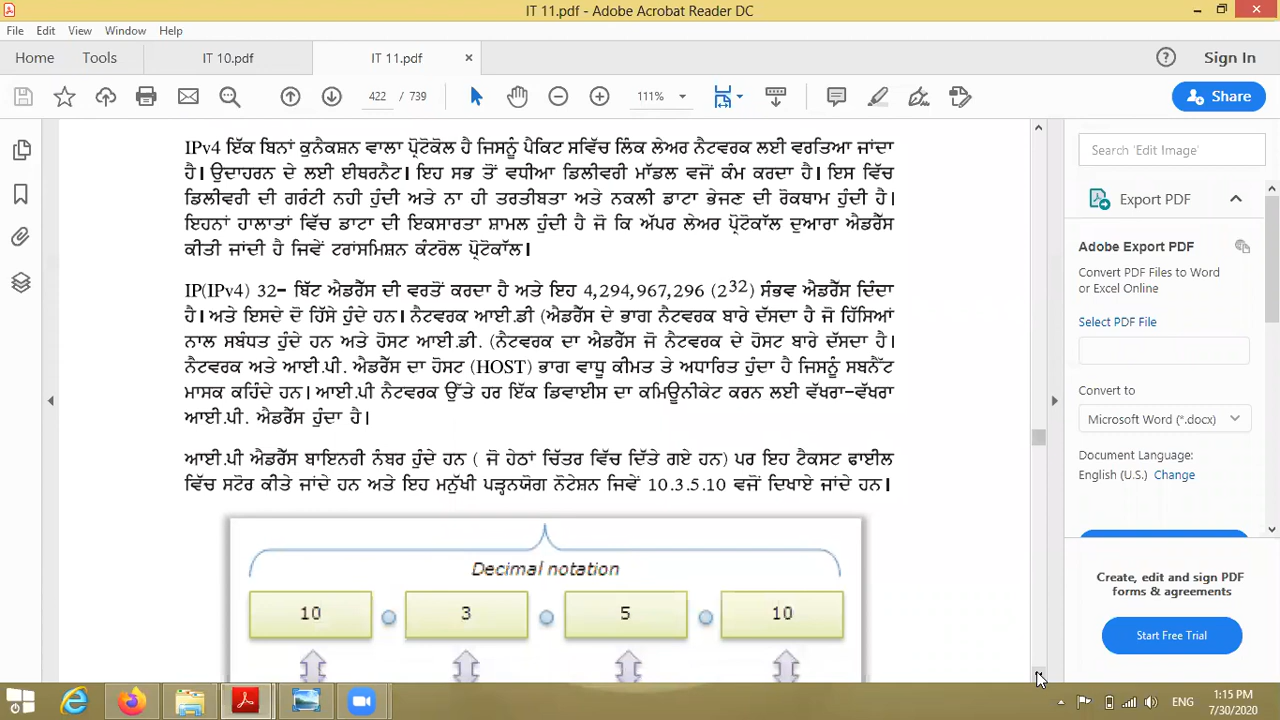 IT 11.pdf - Adobe Acrobat Reader DC
File Edit View Window Help
Home Tools IT 10.pdf IT 11.pdf × Sign In
422 / 739 111% Share
IPv4 ਇੱਕ ਬਿਨਾਂ ਕੁਨੈਕਸ਼ਨ ਵਾਲਾ ਪ੍ਰੋਟੋਕੋਲ ਹੈ ਜਿਸਨੂੰ ਪੈਕਿਟ ਸਵਿੱਚ ਲਿੰਕ ਲੇਅਰ ਨੈਟਵਰਕ ਲਈ ਵਰਤਿਆ ਜਾਂਦਾ
ਹੈ। ਉਦਾਹਰਨ ਦੇ ਲਈ ਈਥਰਨੈਟ। ਇਹ ਸਭ ਤੋਂ ਵਧੀਆ ਡਿਲੀਵਰੀ ਮਾੱਡਲ ਵਜੋਂ ਕੰਮ ਕਰਦਾ ਹੈ। ਇਸ ਵਿੱਚ
ਡਿਲੀਵਰੀ ਦੀ ਗਰੰਟੀ ਨਹੀ ਹੁੰਦੀ ਅਤੇ ਨਾ ਹੀ ਤਰਤੀਬਤਾ ਅਤੇ ਨਕਲੀ ਡਾਟਾ ਭੇਜਣ ਦੀ ਰੋਕਥਾਮ ਹੁੰਦੀ ਹੈ।
ਇਹਨਾਂ ਹਾਲਾਤਾਂ ਵਿੱਚ ਡਾਟਾ ਦੀ ਇਕਸਾਰਤਾ ਸ਼ਾਮਲ ਹੁੰਦੀ ਹੈ ਜੋ ਕਿ ਅੱਪਰ ਲੇਅਰ ਪ੍ਰੋਟੋਕਾੱਲ ਦੁਆਰਾ ਐਡਰੈੱਸ
ਕੀਤੀ ਜਾਂਦੀ ਹੈ ਜਿਵੇਂ ਟਰਾਂਸਮਿਸ਼ਨ ਕੰਟਰੋਲ ਪ੍ਰੋਟੋਕਾੱਲ।
IP(IPv4) 32- ਬਿੱਟ ਐਡਰੈੱਸ ਦੀ ਵਰਤੋਂ ਕਰਦਾ ਹੈ ਅਤੇ ਇਹ 4,294,967,296 (2³²) ਸੰਭਵ ਐਡਰੈੱਸ ਦਿੰਦਾ
ਹੈ। ਅਤੇ ਇਸਦੇ ਦੋ ਹਿੱਸੇ ਹੁੰਦੇ ਹਨ। ਨੈਟਵਰਕ ਆਈ.ਡੀ (ਐਡਰੈੱਸ ਦੇ ਭਾਗ ਨੈਟਵਰਕ ਬਾਰੇ ਦੱਸਦਾ ਹੈ ਜੋ ਹਿੱਸਿਆਂ
ਨਾਲ ਸਬੰਧਤ ਹੁੰਦੇ ਹਨ ਅਤੇ ਹੋਸਟ ਆਈ.ਡੀ. (ਨੈਟਵਰਕ ਦਾ ਐਡਰੈੱਸ ਜੋ ਨੈਟਵਰਕ ਦੇ ਹੋਸਟ ਬਾਰੇ ਦੱਸਦਾ ਹੈ।
ਨੈਟਵਰਕ ਅਤੇ ਆਈ.ਪੀ. ਐਡਰੈੱਸ ਦਾ ਹੋਸਟ (HOST) ਭਾਗ ਵਾਧੂ ਕੀਮਤ ਤੇ ਅਧਾਰਿਤ ਹੁੰਦਾ ਹੈ ਜਿਸਨੂੰ ਸਬਨੈੱਟ
ਮਾਸਕ ਕਹਿੰਦੇ ਹਨ। ਆਈ.ਪੀ ਨੈਟਵਰਕ ਉੱਤੇ ਹਰ ਇੱਕ ਡਿਵਾਈਸ ਦਾ ਕਮਿਊਨੀਕੇਟ ਕਰਨ ਲਈ ਵੱਖਰਾ-ਵੱਖਰਾ
ਆਈ.ਪੀ. ਐਡਰੈੱਸ ਹੁੰਦਾ ਹੈ।
ਆਈ.ਪੀ ਐਡਰੈੱਸ ਬਾਇਨਰੀ ਨੰਬਰ ਹੁੰਦੇ ਹਨ ( ਜੋ ਹੇਠਾਂ ਚਿੱਤਰ ਵਿੱਚ ਦਿੱਤੇ ਗਏ ਹਨ) ਪਰ ਇਹ ਟੈਕਸਟ ਫਾਈਲ
ਵਿੱਚ ਸਟੋਰ ਕੀਤੇ ਜਾਂਦੇ ਹਨ ਅਤੇ ਇਹ ਮਨੁੱਖੀ ਪੜ੍ਹਨਯੋਗ ਨੋਟੇਸ਼ਨ ਜਿਵੇਂ 10.3.5.10 ਵਜੋਂ ਦਿਖਾਏ ਜਾਂਦੇ ਹਨ।
Decimal notation
10 3 5 10
Search 'Edit Image'
Export PDF
Adobe Export PDF
Convert PDF Files to Word
or Excel Online
Select PDF File
Convert to
Microsoft Word (*.docx)
Document Language:
English (U.S.) Change
Create, edit and sign PDF
forms & agreements
Start Free Trial
ENG 1:15 PM
7/30/2020